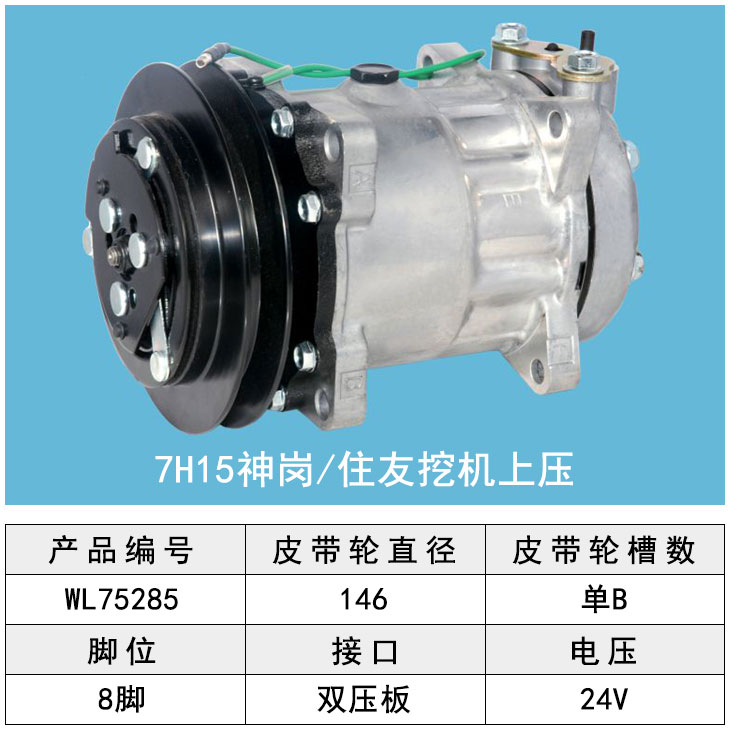 7H15神岗/住友挖机上压
产品编号 皮带轮直径 皮带轮槽数
WL75285 146 单B
脚位 接口 电压
8脚 双压板 24V